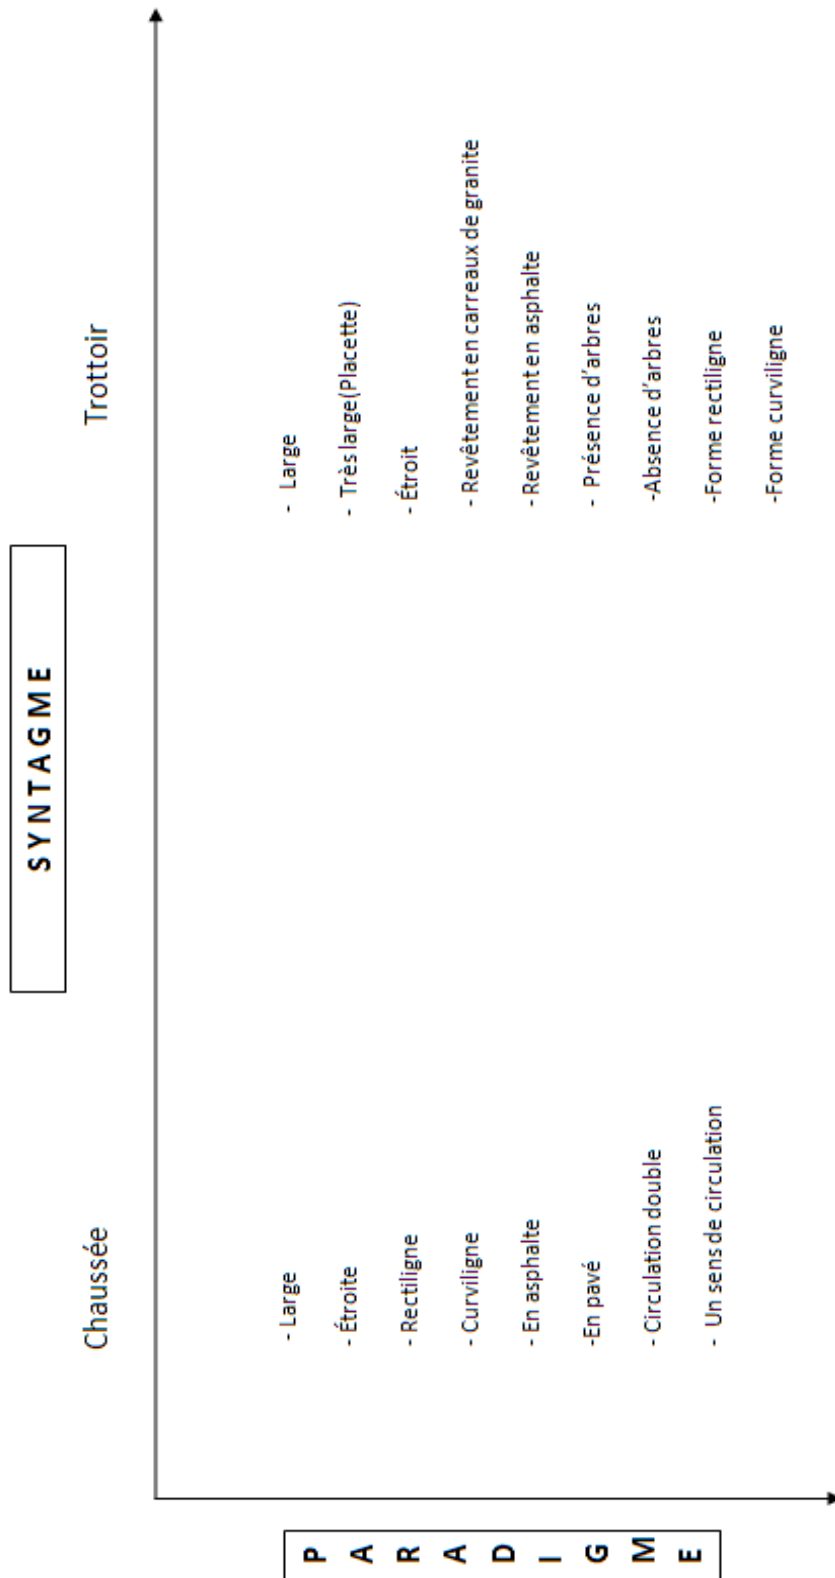 SYNTAGME
Chaussée
Trottoir
PARADIGME
- Large
- Étroite
- Rectiligne
- Curviligne
- En asphalte
-En pavé
- Circulation double
- Un sens de circulation
- Large
- Très large(Placette)
- Étroit
- Revêtement en carreaux de granite
- Revêtement en asphalte
- Présence d'arbres
-Absence d'arbres
-Forme rectiligne
-Forme curviligne